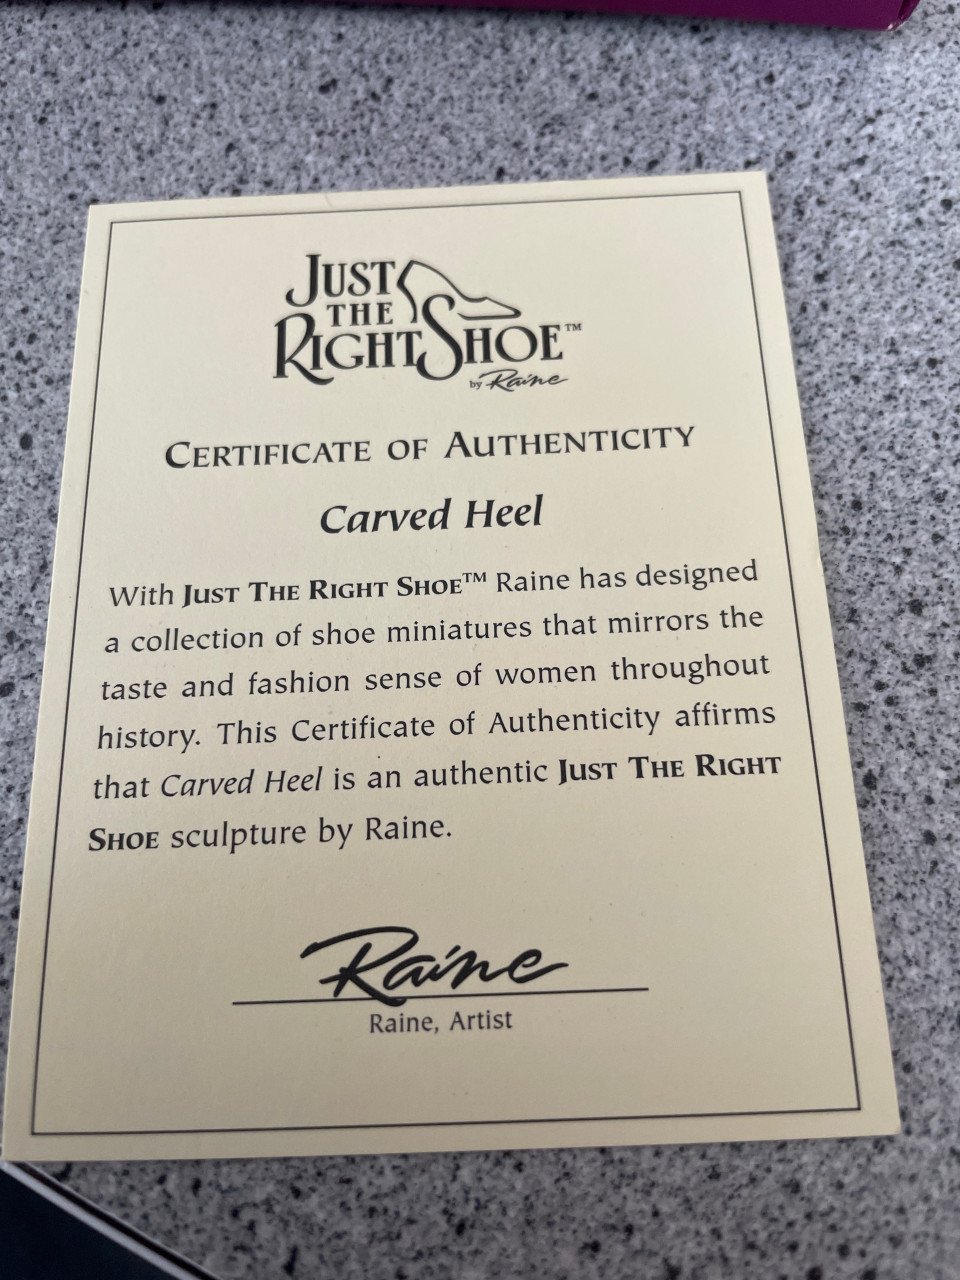 JUST
THE
RIGHT SHOE™
by Raine
CERTIFICATE OF AUTHENTICITY
Carved Heel
With JUST THE RIGHT SHOE™ Raine has designed
a collection of shoe miniatures that mirrors the
taste and fashion sense of women throughout
history. This Certificate of Authenticity affirms
that Carved Heel is an authentic JUST THE RIGHT
SHOE sculpture by Raine.
Raine
Raine, Artist